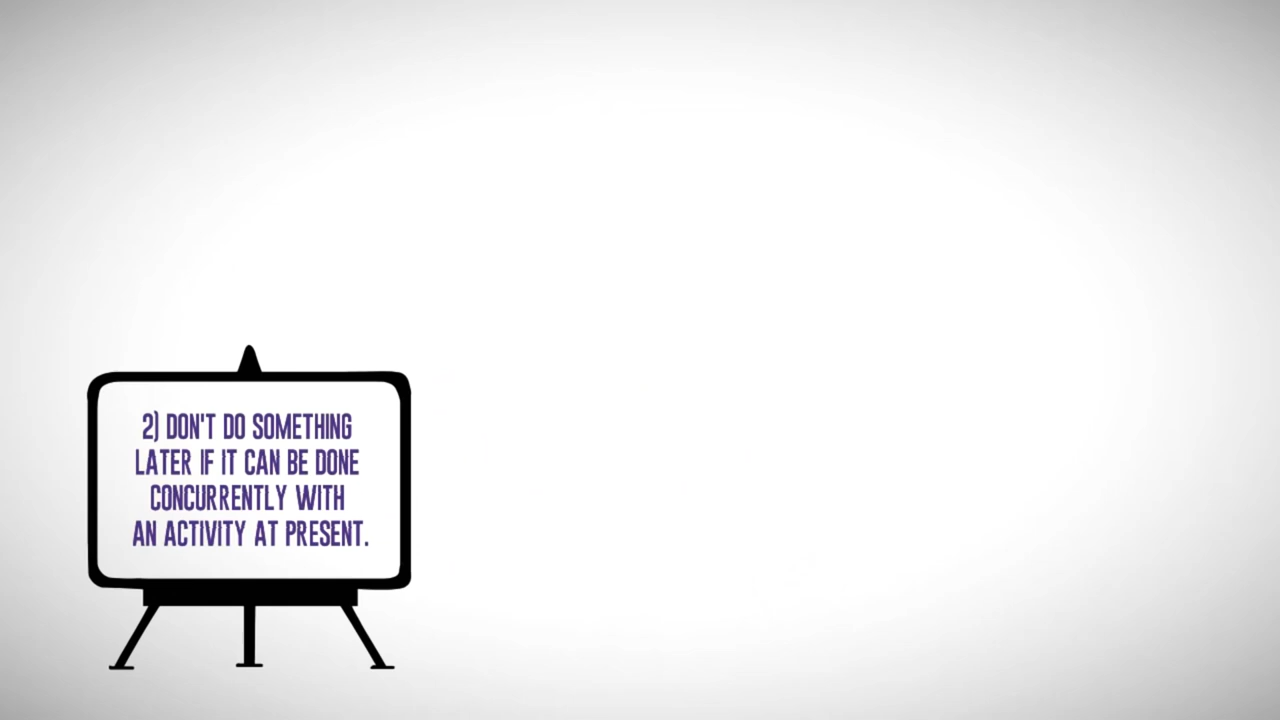 2) DON'T DO SOMETHING
LATER IF IT CAN BE DONE
CONCURRENTLY WITH
AN ACTIVITY AT PRESENT.